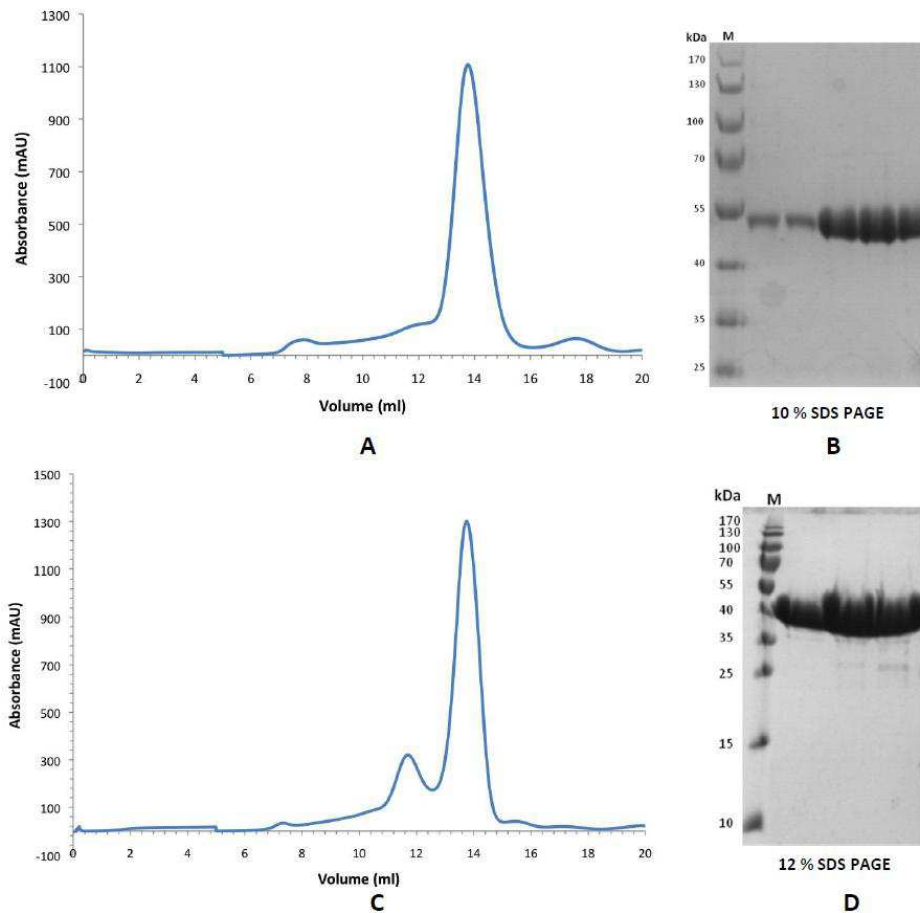 1300
1100
900
700
500
300
100
-100
Absorbance (mAU)
0 2 4 6 8 10 12 14 16 18 20
Volume (ml)
A
kDa M
170
130
100
70
55
40
35
25
10 % SDS PAGE
B
1500
1300
1100
900
700
500
300
100
-100
Absorbance (mAU)
0 2 4 6 8 10 12 14 16 18 20
Volume (ml)
C
kDa M
170
130
100
70
55
40
35
25
15
10
12 % SDS PAGE
D